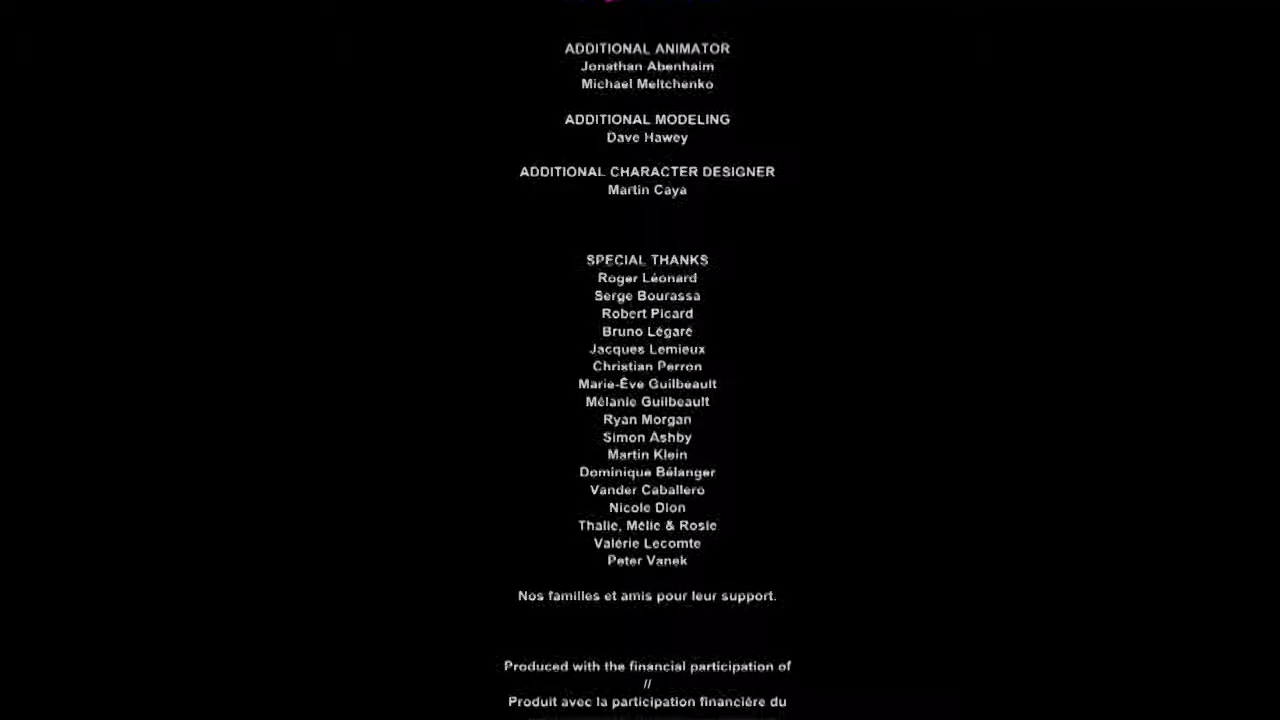 ADDITIONAL ANIMATOR
Jonathan Abenhaim
Michael Meltchenko
ADDITIONAL MODELING
Dave Hawey
ADDITIONAL CHARACTER DESIGNER
Martin Caya
SPECIAL THANKS
Roger Léonard
Serge Bourassa
Robert Picard
Bruno Légaré
Jacques Lemieux
Christian Perron
Marie-Ève Guilbeault
Mélanie Guilbeault
Ryan Morgan
Simon Ashby
Martin Klein
Dominique Bélanger
Vander Caballero
Nicole Dion
Thalie, Mélie & Rosie
Valérie Lecomte
Peter Vanek
Nos familles et amis pour leur support.
Produced with the financial participation of
//
Produit avec la participation financière du